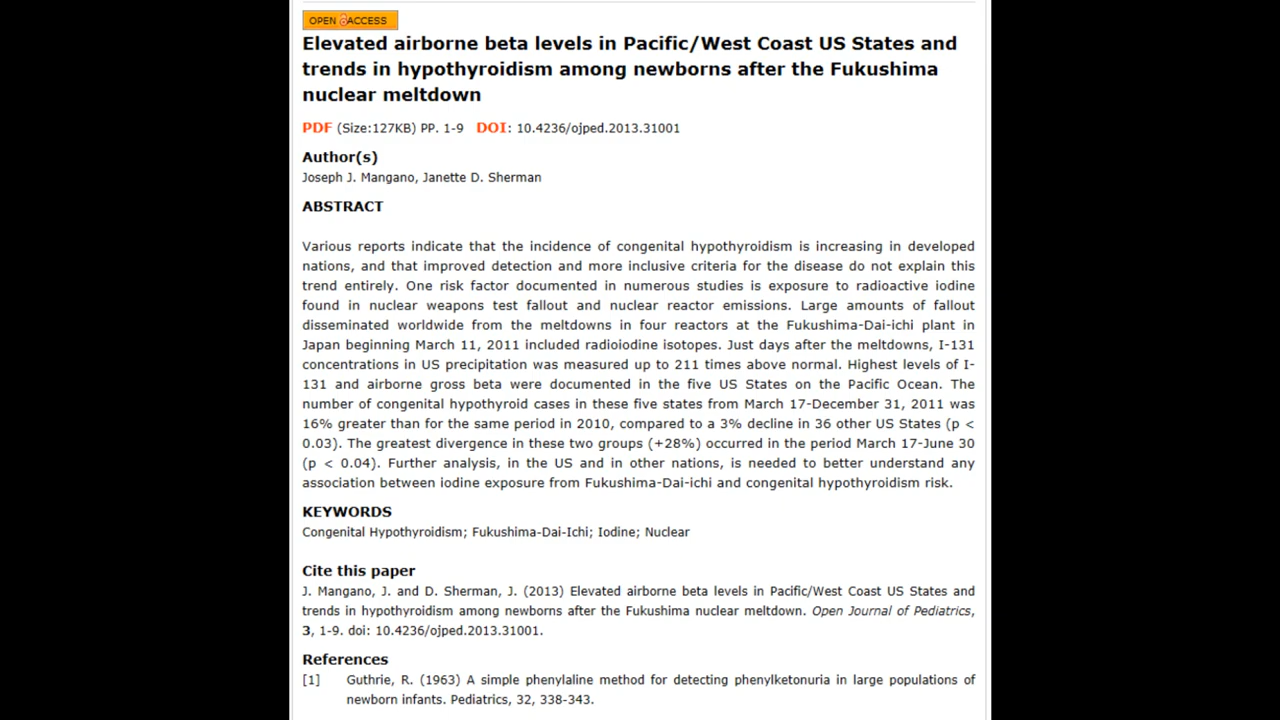 OPEN ACCESS
Elevated airborne beta levels in Pacific/West Coast US States and
trends in hypothyroidism among newborns after the Fukushima
nuclear meltdown
PDF (Size:127KB) PP. 1-9 DOI: 10.4236/ojped.2013.31001
Author(s)
Joseph J. Mangano, Janette D. Sherman
ABSTRACT
Various reports indicate that the incidence of congenital hypothyroidism is increasing in developed
nations, and that improved detection and more inclusive criteria for the disease do not explain this
trend entirely. One risk factor documented in numerous studies is exposure to radioactive iodine
found in nuclear weapons test fallout and nuclear reactor emissions. Large amounts of fallout
disseminated worldwide from the meltdowns in four reactors at the Fukushima-Dai-ichi plant in
Japan beginning March 11, 2011 included radioiodine isotopes. Just days after the meltdowns, I-131
concentrations in US precipitation was measured up to 211 times above normal. Highest levels of I-
131 and airborne gross beta were documented in the five US States on the Pacific Ocean. The
number of congenital hypothyroid cases in these five states from March 17-December 31, 2011 was
16% greater than for the same period in 2010, compared to a 3% decline in 36 other US States (p <
0.03). The greatest divergence in these two groups (+28%) occurred in the period March 17-June 30
(p < 0.04). Further analysis, in the US and in other nations, is needed to better understand any
association between iodine exposure from Fukushima-Dai-ichi and congenital hypothyroidism risk.
KEYWORDS
Congenital Hypothyroidism; Fukushima-Dai-Ichi; Iodine; Nuclear
Cite this paper
J. Mangano, J. and D. Sherman, J. (2013) Elevated airborne beta levels in Pacific/West Coast US States and
trends in hypothyroidism among newborns after the Fukushima nuclear meltdown. Open Journal of Pediatrics,
3, 1-9. doi: 10.4236/ojped.2013.31001.
References
[1] Guthrie, R. (1963) A simple phenylaline method for detecting phenylketonuria in large populations of
newborn infants. Pediatrics, 32, 338-343.